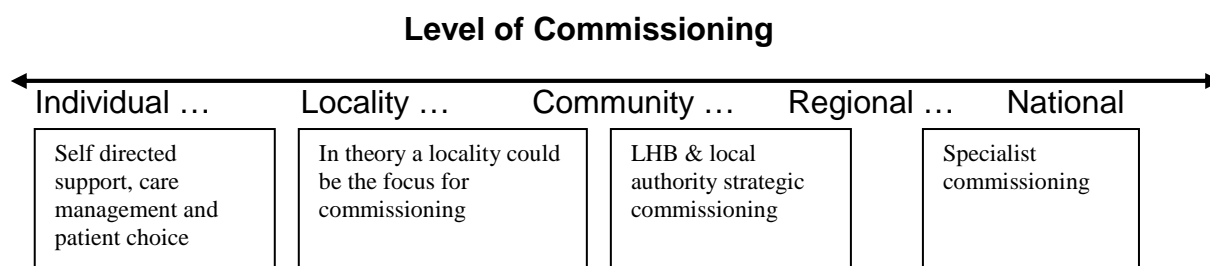 Level of Commissioning
Individual … Locality … Community … Regional … National
Self directed
support, care
management and
patient choice
In theory a locality could
be the focus for
commissioning
LHB & local
authority strategic
commissioning
Specialist
commissioning